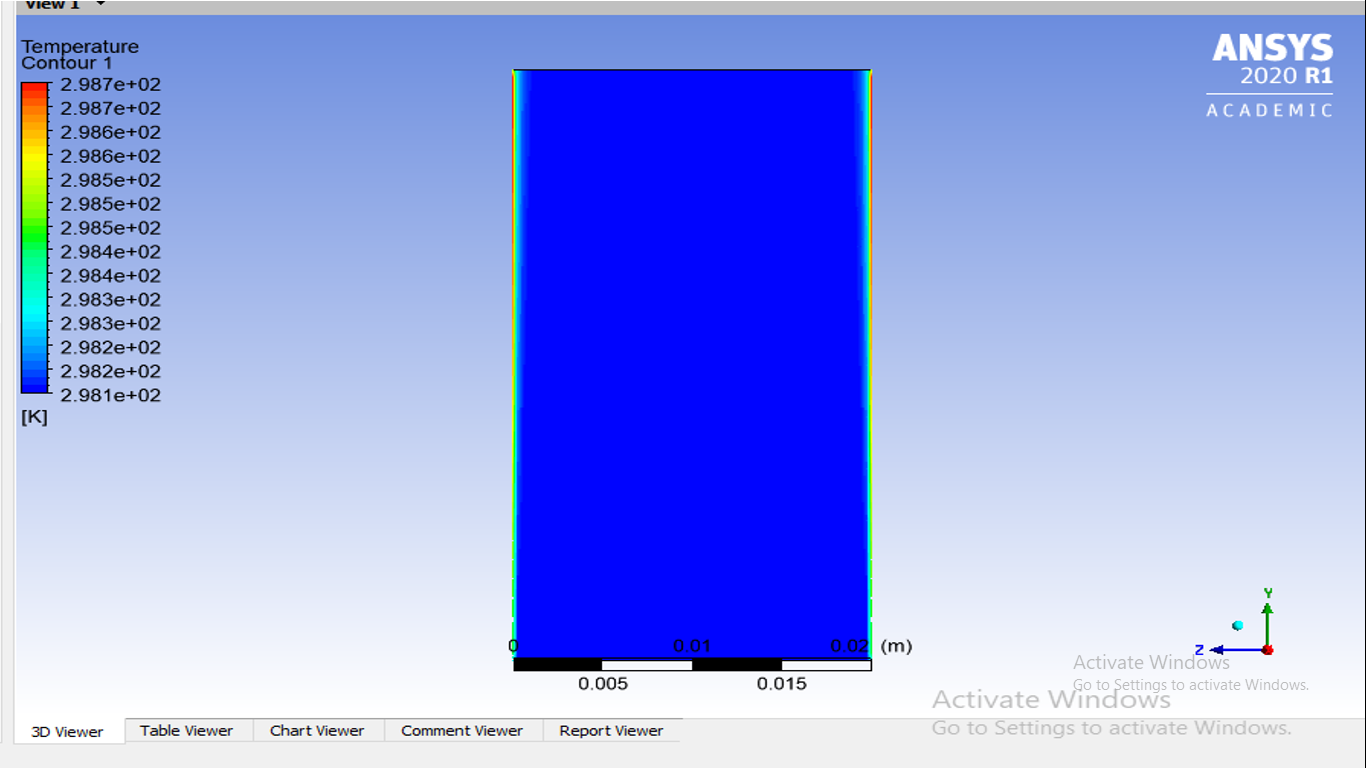 View 1
Temperature
Contour 1
2.987e+02
2.987e+02
2.986e+02
2.986e+02
2.985e+02
2.985e+02
2.985e+02
2.984e+02
2.984e+02
2.983e+02
2.983e+02
2.982e+02
2.982e+02
2.981e+02
[K]
ANSYS
2020 R1
ACADEMIC
0 0.01 0.02 (m)
0.005 0.015
Y
Z
Activate Windows
Go to Settings to activate Windows.
Activate Windows
Go to Settings to activate Windows.
3D Viewer Table Viewer Chart Viewer Comment Viewer Report Viewer